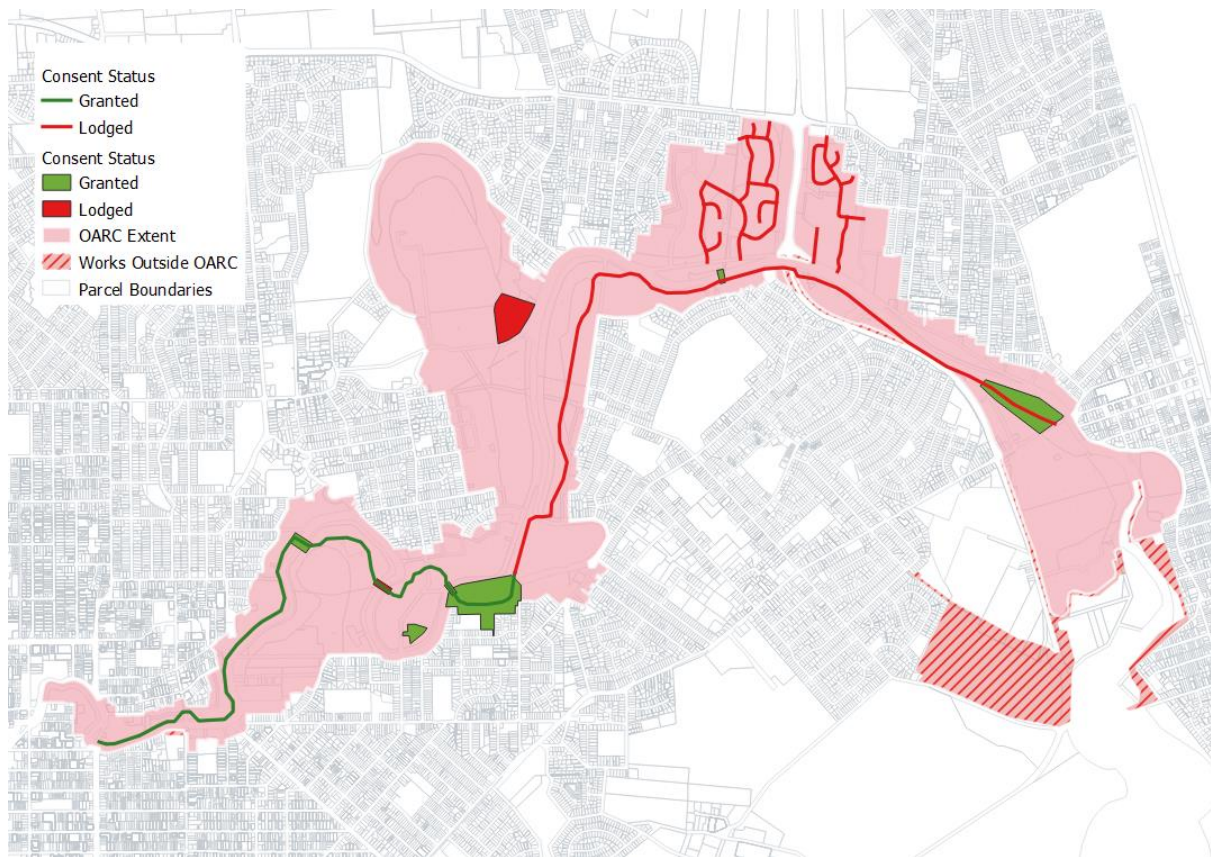 Consent Status
Granted
Lodged
Consent Status
Granted
Lodged
OARC Extent
Works Outside OARC
Parcel Boundaries